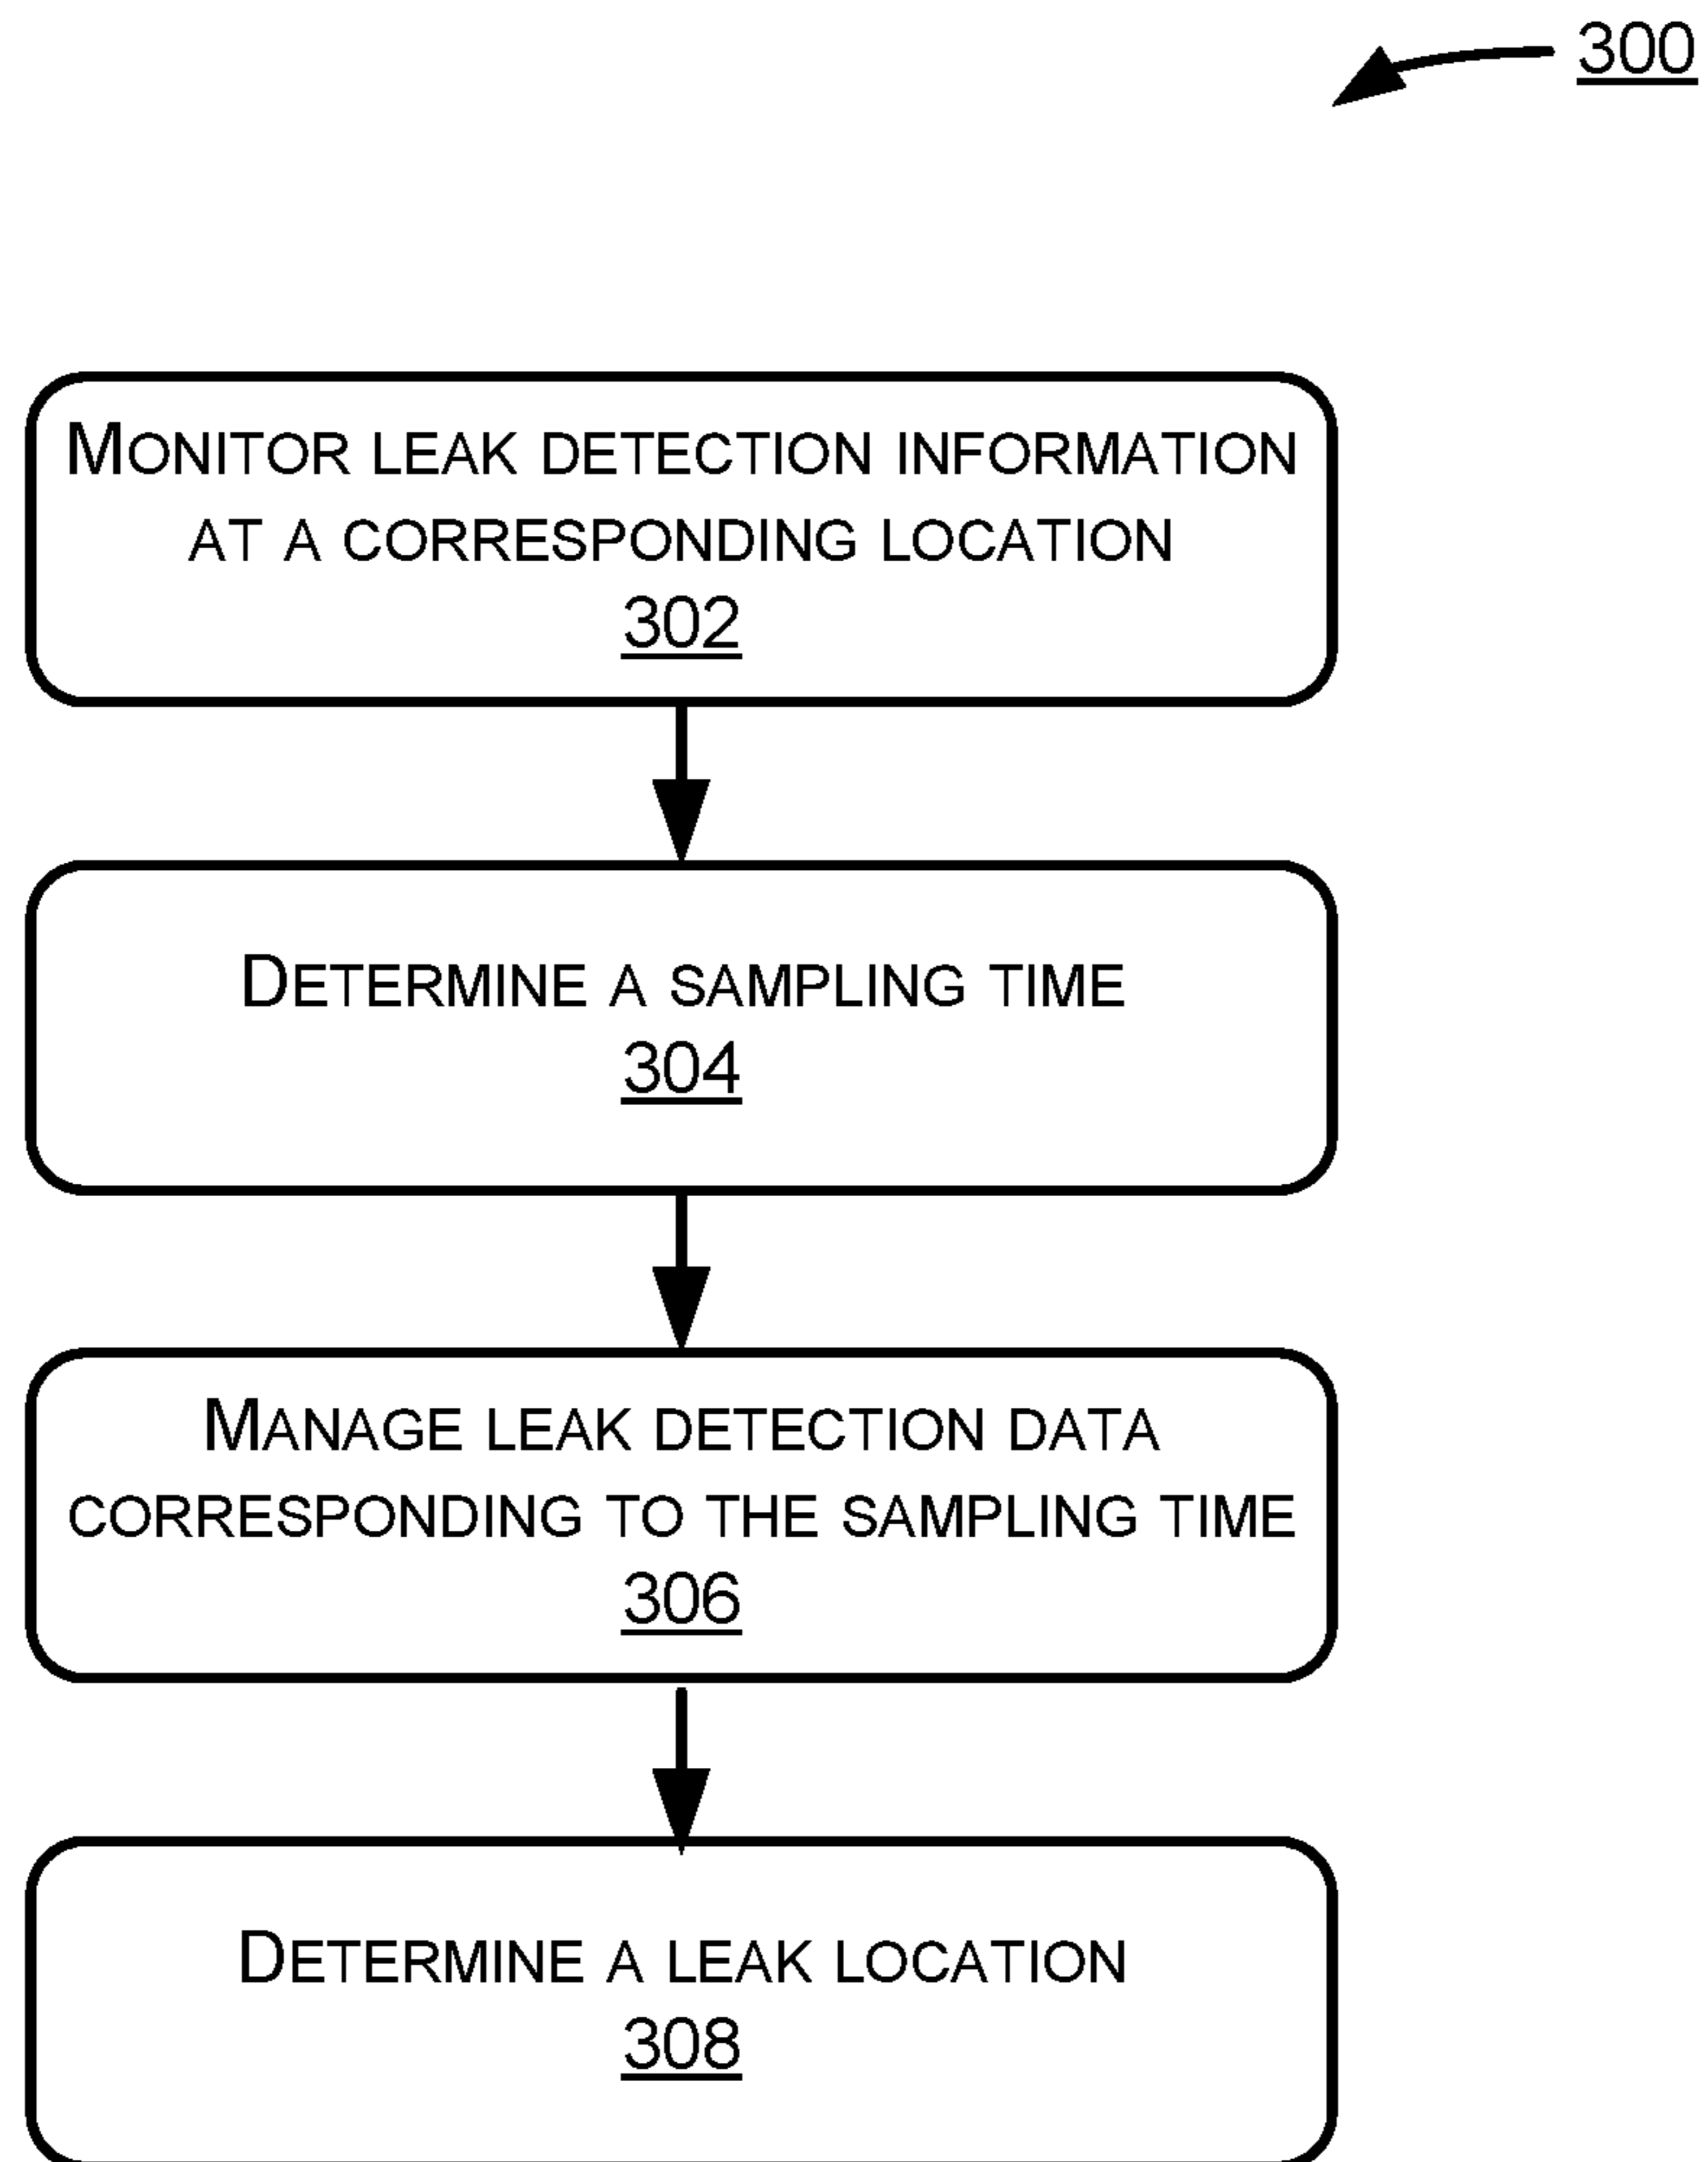 300
MONITOR LEAK DETECTION INFORMATION
AT A CORRESPONDING LOCATION
302
DETERMINE A SAMPLING TIME
304
MANAGE LEAK DETECTION DATA
CORRESPONDING TO THE SAMPLING TIME
306
DETERMINE A LEAK LOCATION
308